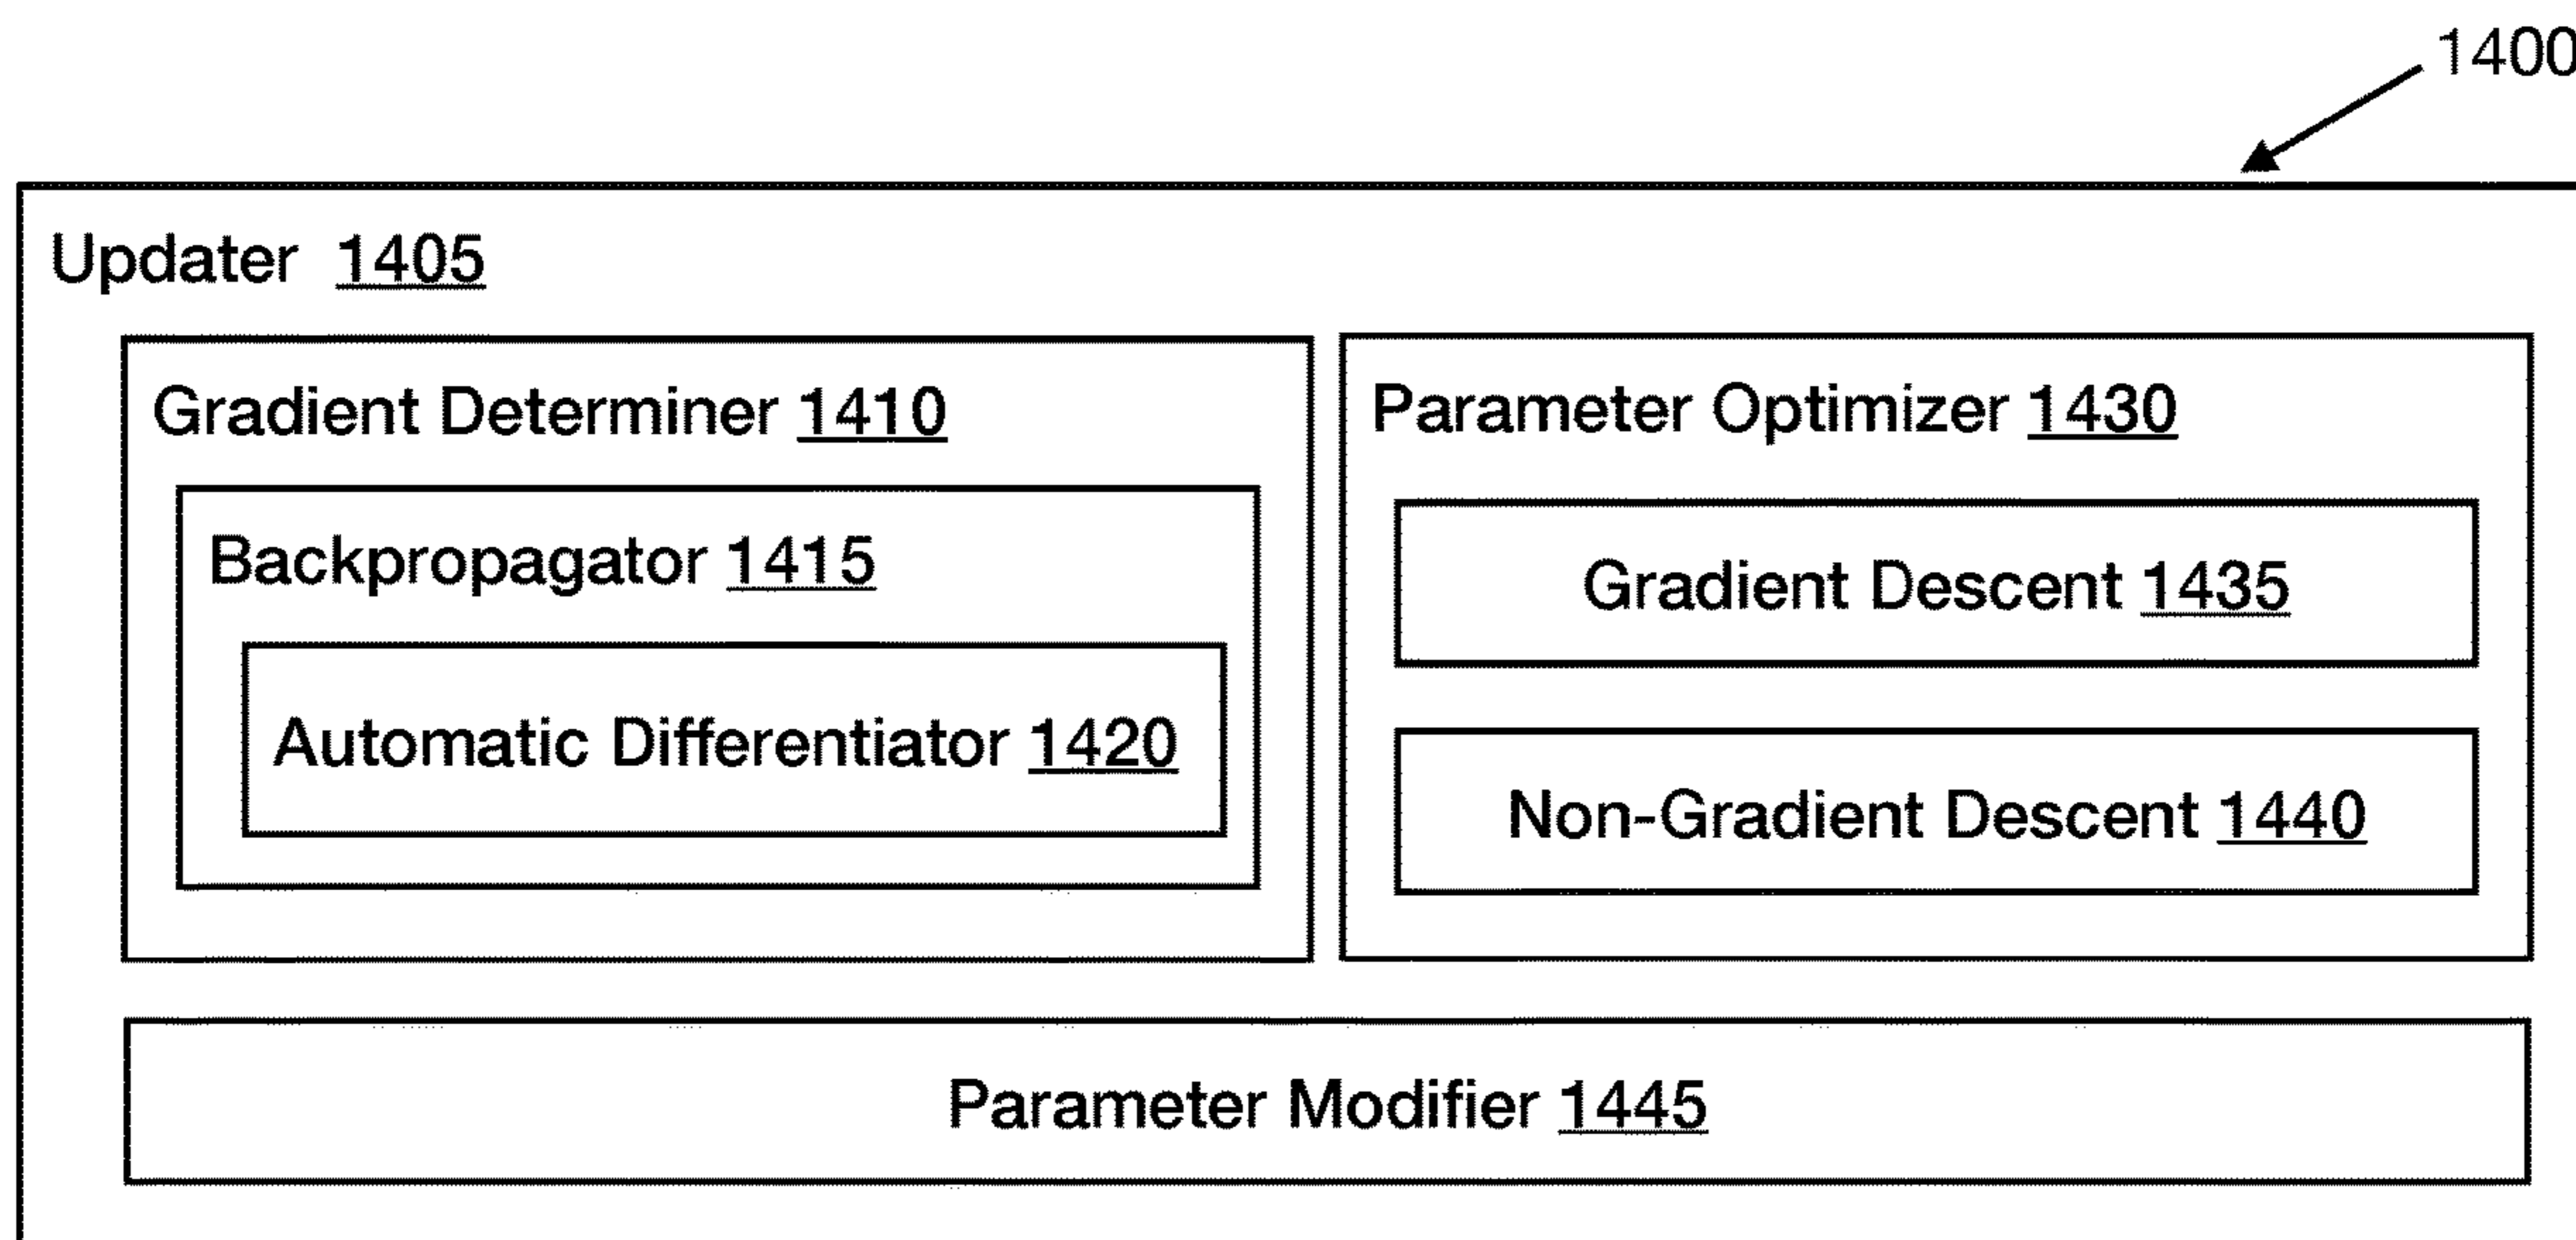 1400
Updater 1405
Gradient Determiner 1410
Backpropagator 1415
Automatic Differentiator 1420
Parameter Optimizer 1430
Gradient Descent 1435
Non-Gradient Descent 1440
Parameter Modifier 1445